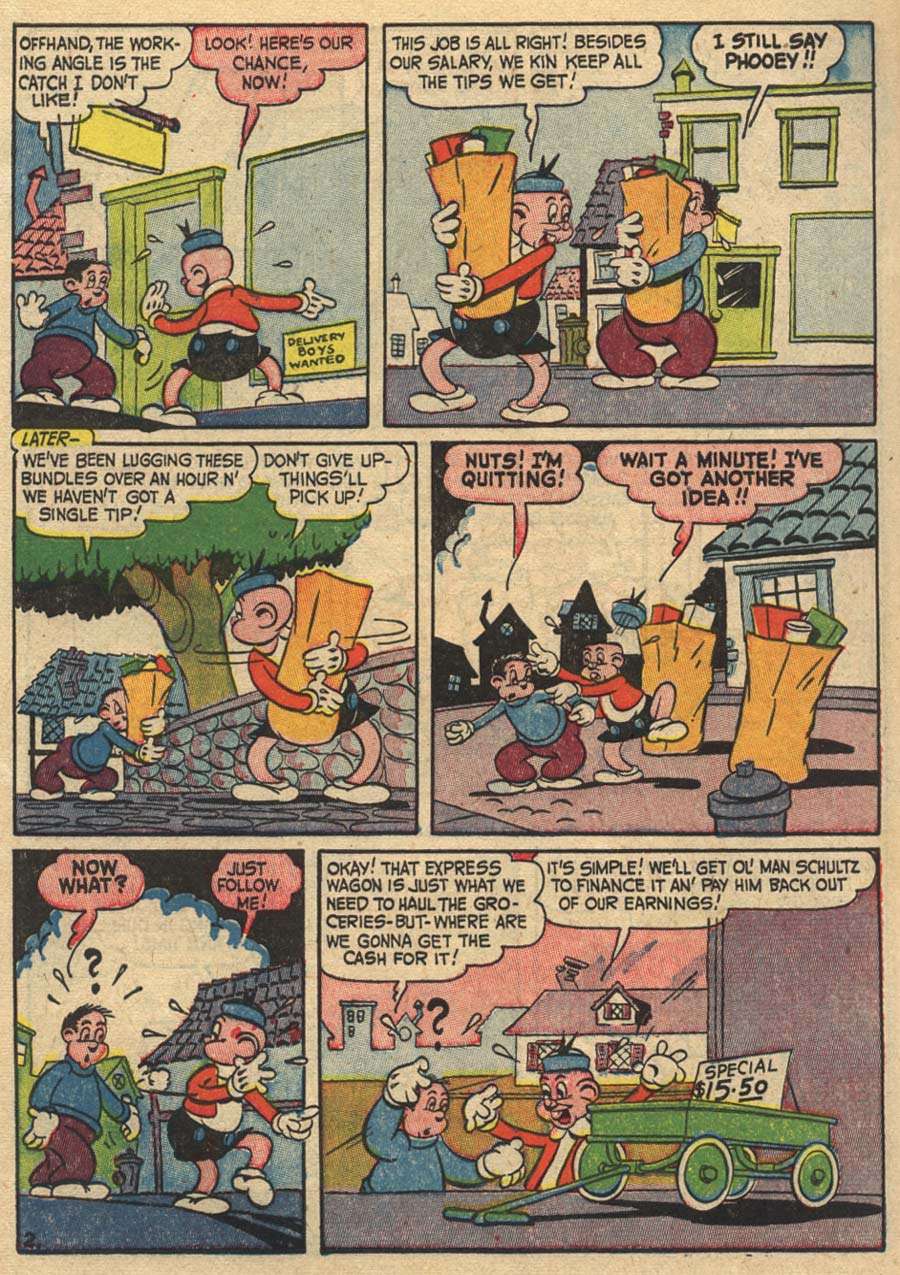 OFFHAND, THE WORK-
ING ANGLE IS THE
CATCH I DON'T
LIKE!
LOOK! HERE'S OUR
CHANCE,
NOW!
DELIVERY
BOYS
WANTED
THIS JOB IS ALL RIGHT! BESIDES
OUR SALARY, WE KIN KEEP ALL
THE TIPS WE GET!
I STILL SAY
PHOOEY!!
LATER-
WE'VE BEEN LUGGING THESE
BUNDLES OVER AN HOUR N'
WE HAVEN'T GOT A
SINGLE TIP!
DON'T GIVE UP-
THINGS'LL
PICK UP!
NUTS! I'M
QUITTING!
WAIT A MINUTE! I'VE
GOT ANOTHER
IDEA!!
NOW
WHAT?
JUST
FOLLOW
ME!
?
2
OKAY! THAT EXPRESS
WAGON IS JUST WHAT WE
NEED TO HAUL THE GRO-
CERIES-BUT-WHERE ARE
WE GONNA GET THE
CASH FOR IT!
IT'S SIMPLE! WE'LL GET OL' MAN SCHULTZ
TO FINANCE IT AN' PAY HIM BACK OUT
OF OUR EARNINGS!
?
SPECIAL
$15.50